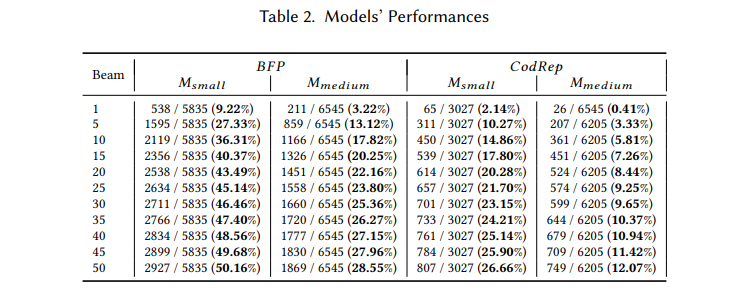 Table 2. Models' Performances
Beam BFP CodRep
M_small M_medium M_small M_medium
1 538 / 5835 (9.22%) 211 / 6545 (3.22%) 65 / 3027 (2.14%) 26 / 6545 (0.41%)
5 1595 / 5835 (27.33%) 859 / 6545 (13.12%) 311 / 3027 (10.27%) 207 / 6205 (3.33%)
10 2119 / 5835 (36.31%) 1166 / 6545 (17.82%) 450 / 3027 (14.86%) 361 / 6205 (5.81%)
15 2356 / 5835 (40.37%) 1326 / 6545 (20.25%) 539 / 3027 (17.80%) 451 / 6205 (7.26%)
20 2538 / 5835 (43.49%) 1451 / 6545 (22.16%) 614 / 3027 (20.28%) 524 / 6205 (8.44%)
25 2634 / 5835 (45.14%) 1558 / 6545 (23.80%) 657 / 3027 (21.70%) 574 / 6205 (9.25%)
30 2711 / 5835 (46.46%) 1660 / 6545 (25.36%) 701 / 3027 (23.15%) 599 / 6205 (9.65%)
35 2766 / 5835 (47.40%) 1720 / 6545 (26.27%) 733 / 3027 (24.21%) 644 / 6205 (10.37%)
40 2834 / 5835 (48.56%) 1777 / 6545 (27.15%) 761 / 3027 (25.14%) 679 / 6205 (10.94%)
45 2899 / 5835 (49.68%) 1830 / 6545 (27.96%) 784 / 3027 (25.90%) 709 / 6205 (11.42%)
50 2927 / 5835 (50.16%) 1869 / 6545 (28.55%) 807 / 3027 (26.66%) 749 / 6205 (12.07%)